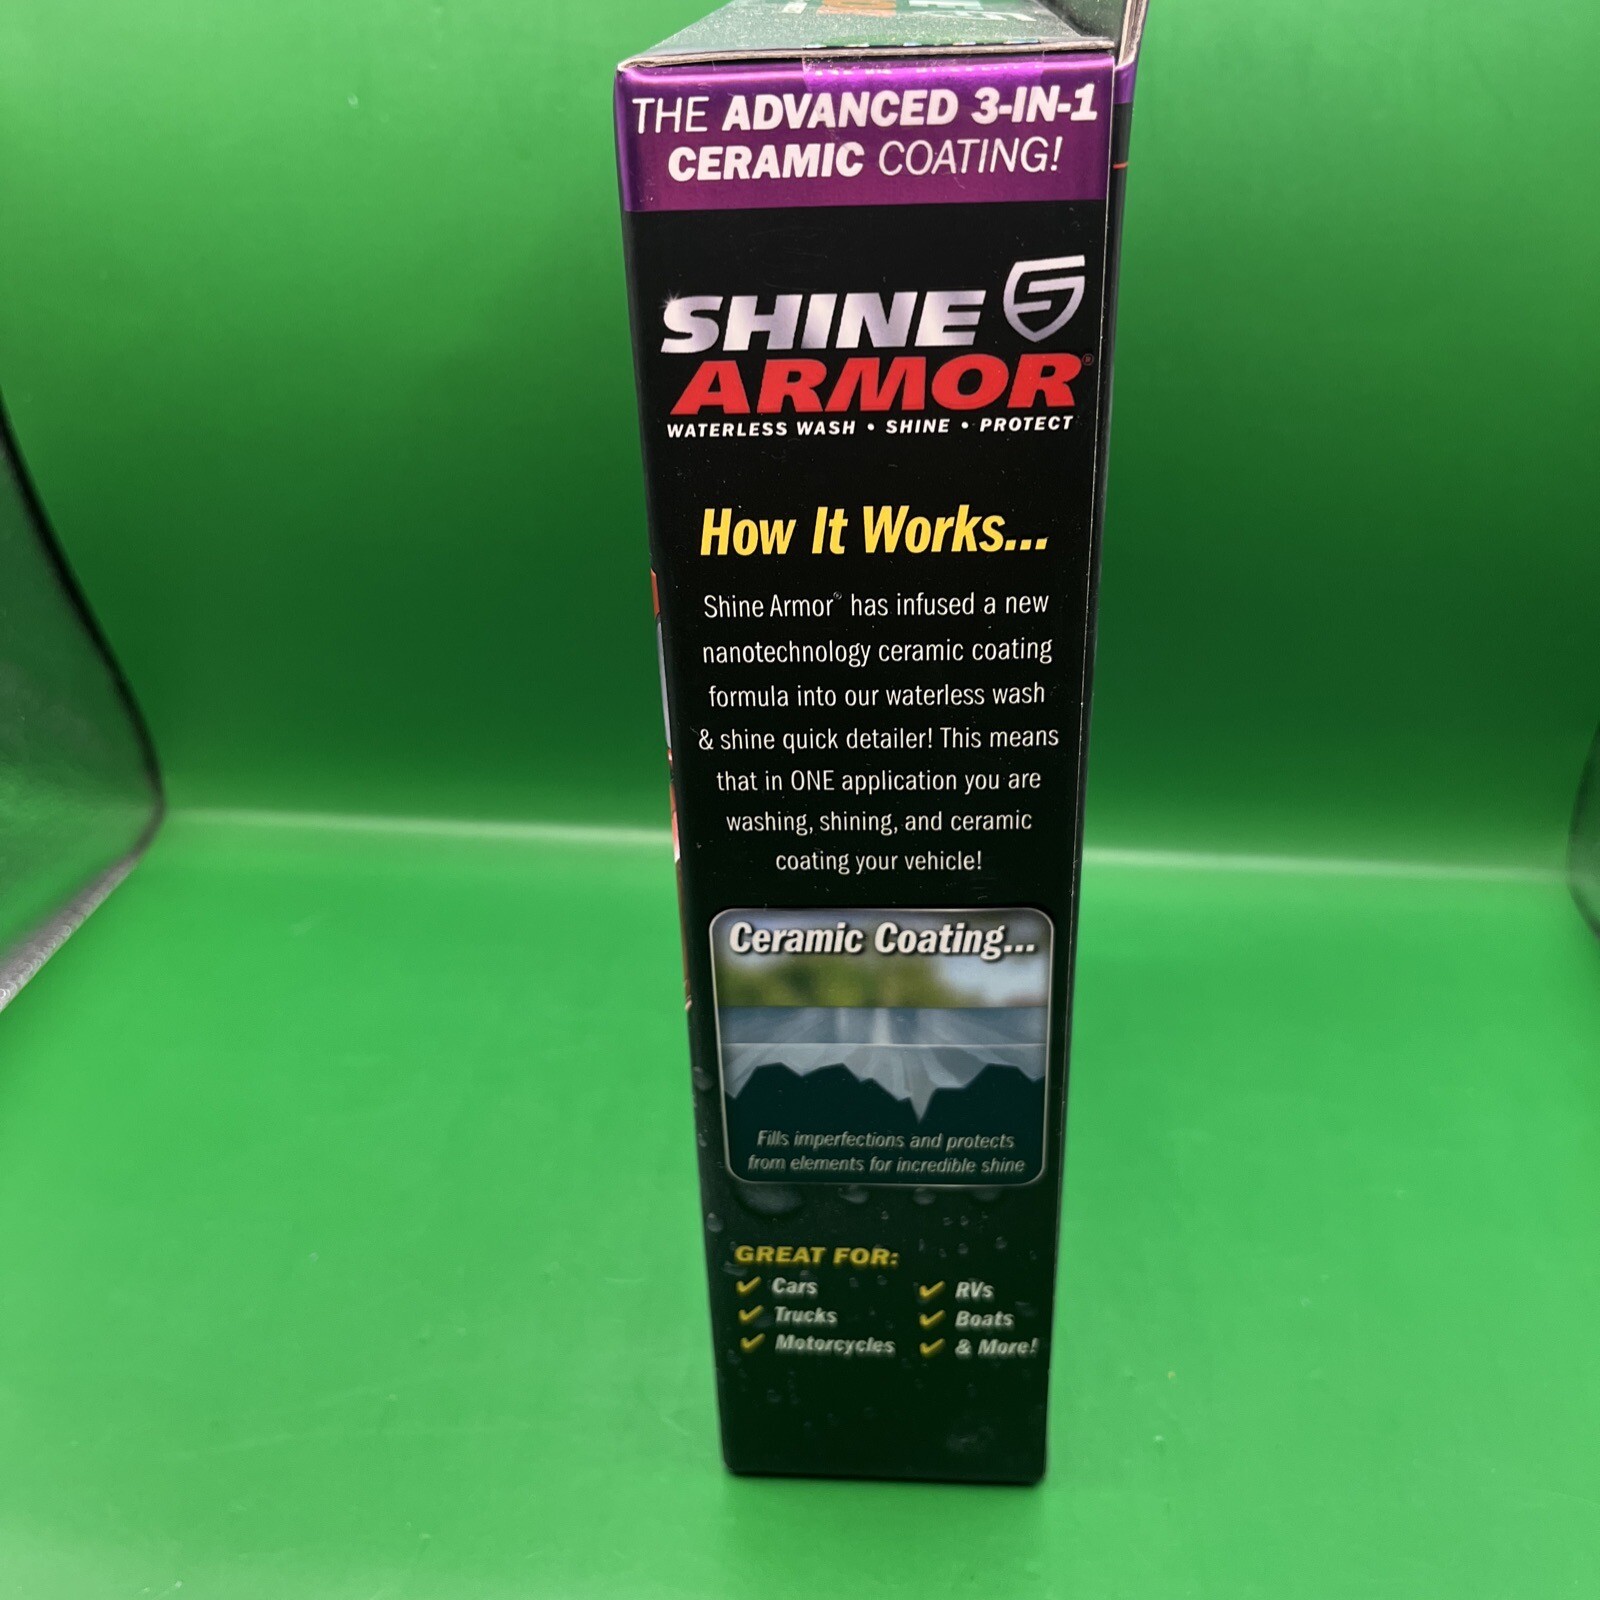 THE ADVANCED 3-IN-1
CERAMIC COATING!
SHINE
ARMOR®
WATERLESS WASH • SHINE • PROTECT
How It Works...
Shine Armor® has infused a new
nanotechnology ceramic coating
formula into our waterless wash
& shine quick detailer! This means
that in ONE application you are
washing, shining, and ceramic
coating your vehicle!
Ceramic Coating...
Fills imperfections and protects
from elements for incredible shine
GREAT FOR:
✓ Cars
✓ Trucks
✓ Motorcycles
✓ RVs
✓ Boats
✓ & More!